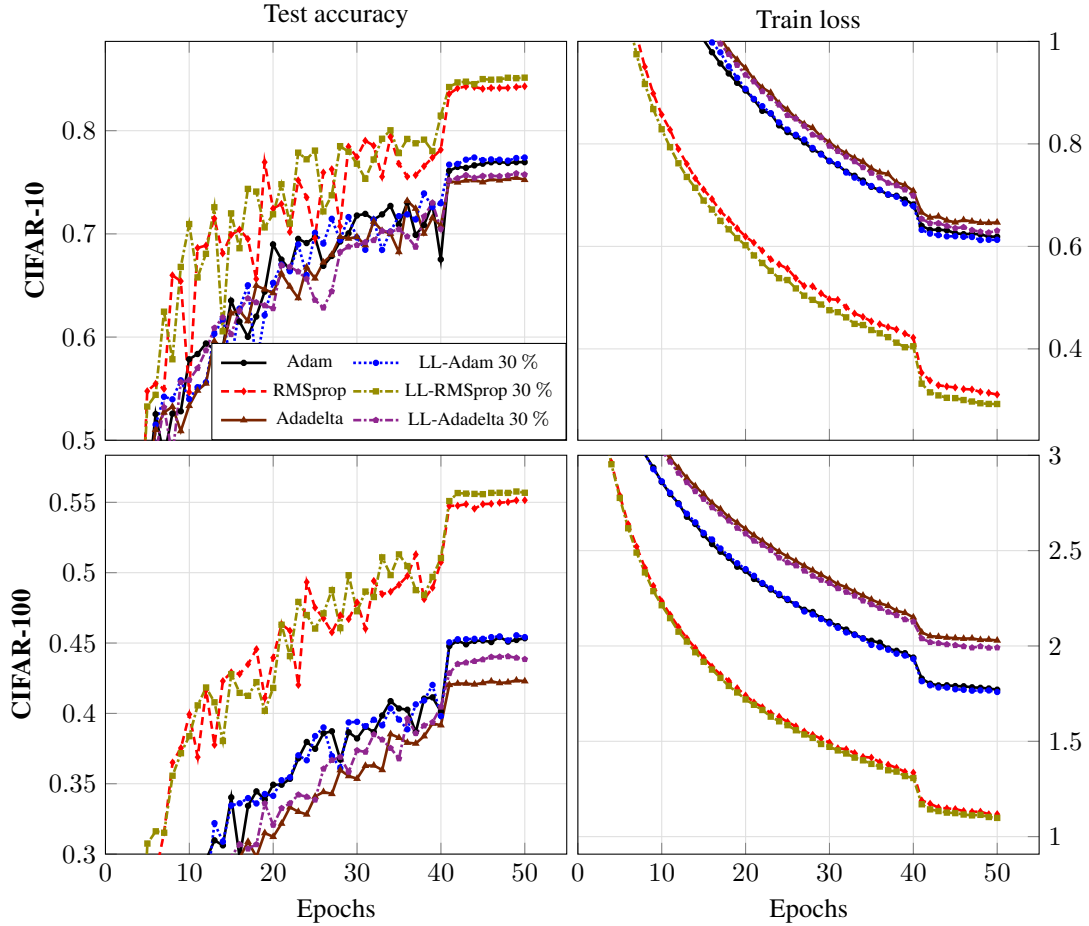 Test accuracy
Train loss
CIFAR-10
0.8
0.7
0.6
0.5
1
0.8
0.6
0.4
Adam
LL-Adam 30 %
RMSprop
LL-RMSprop 30 %
Adadelta
LL-Adadelta 30 %
CIFAR-100
0.55
0.5
0.45
0.4
0.35
0.3
3
2.5
2
1.5
1
0 10 20 30 40 50
0 10 20 30 40 50
Epochs
Epochs